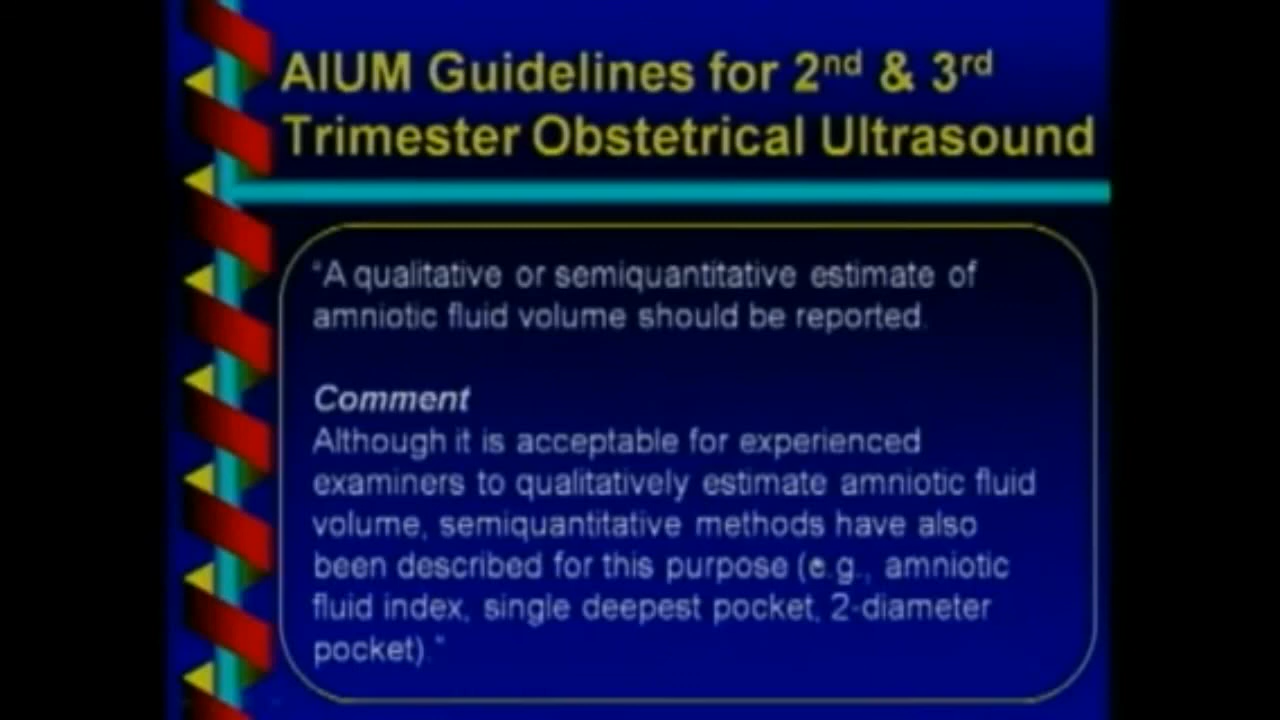 AIUM Guidelines for 2nd & 3rd
Trimester Obstetrical Ultrasound
"A qualitative or semiquantitative estimate of
amniotic fluid volume should be reported.
Comment
Although it is acceptable for experienced
examiners to qualitatively estimate amniotic fluid
volume, semiquantitative methods have also
been described for this purpose (e.g., amniotic
fluid index, single deepest pocket, 2-diameter
pocket)."